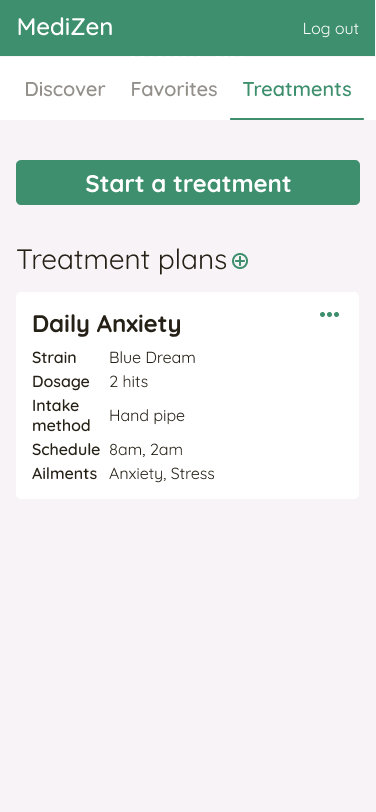 MediZen
Log out
Discover Favorites Treatments
Start a treatment
Treatment plans
Daily Anxiety
Strain Blue Dream
Dosage 2 hits
Intake method Hand pipe
Schedule 8am, 2am
Ailments Anxiety, Stress